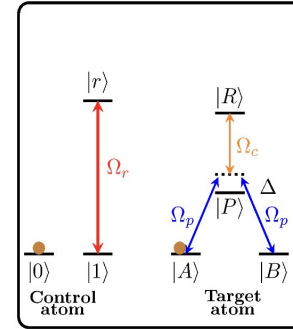 |r⟩
|R⟩
Ω_r
Ω_c
Δ
|P⟩
Ω_p
Ω_p
|0⟩
|1⟩
|A⟩
|B⟩
Control
atom
Target
atom